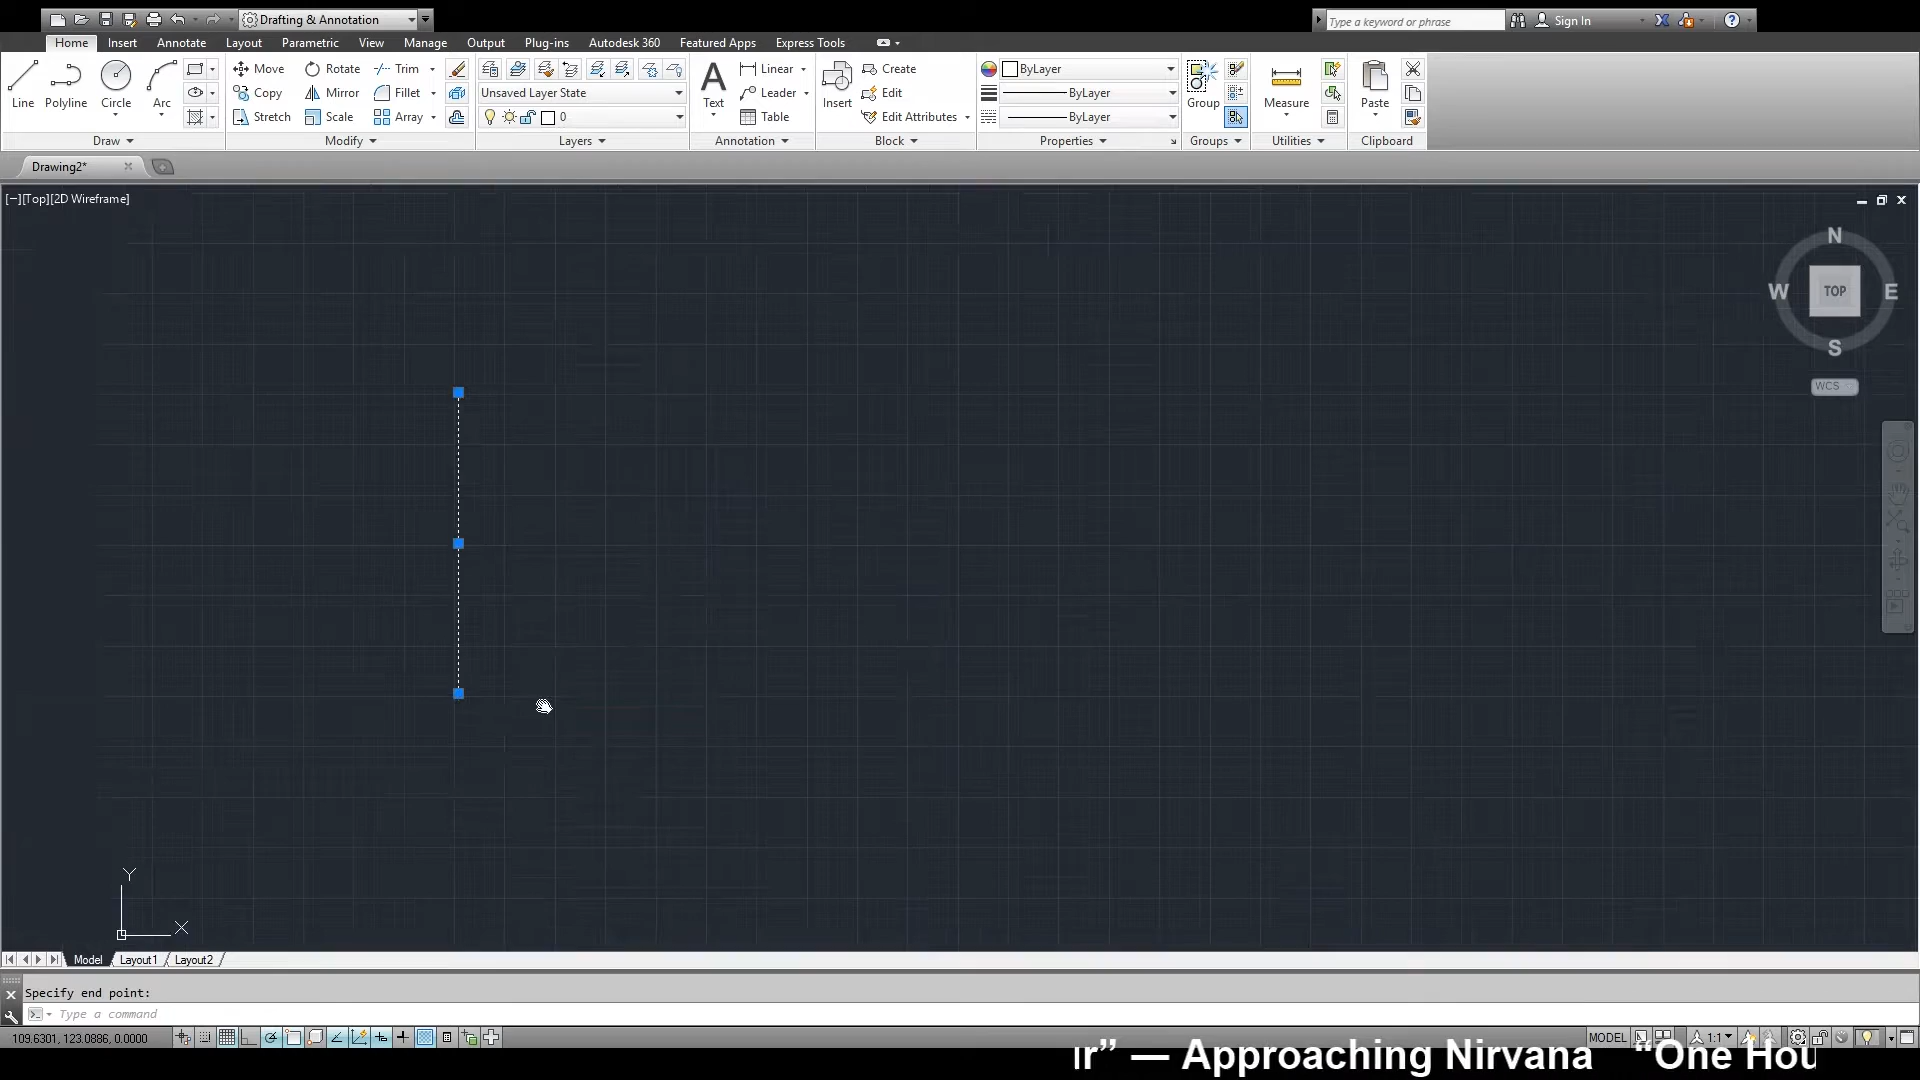 Drafting & Annotation
Type a keyword or phrase
Sign In
Home Insert Annotate Layout Parametric View Manage Output Plug-ins Autodesk 360 Featured Apps Express Tools
Line Polyline Circle Arc
Draw
Move Rotate Trim
Copy Mirror Fillet
Stretch Scale Array
Modify
Unsaved Layer State
0
Layers
Text
Linear
Leader
Table
Annotation
Insert
Create
Edit
Edit Attributes
Block
ByLayer
ByLayer
ByLayer
Properties
Group
Groups
Measure
Utilities
Paste
Clipboard
Drawing2*
[−][Top][2D Wireframe]
N
W TOP E
S
WCS
Y
X
Model Layout1 Layout2
Specify end point:
Type a command
109.6301, 123.0886, 0.0000
MODEL
1:1
ır” — Approaching Nirvana “One Hou